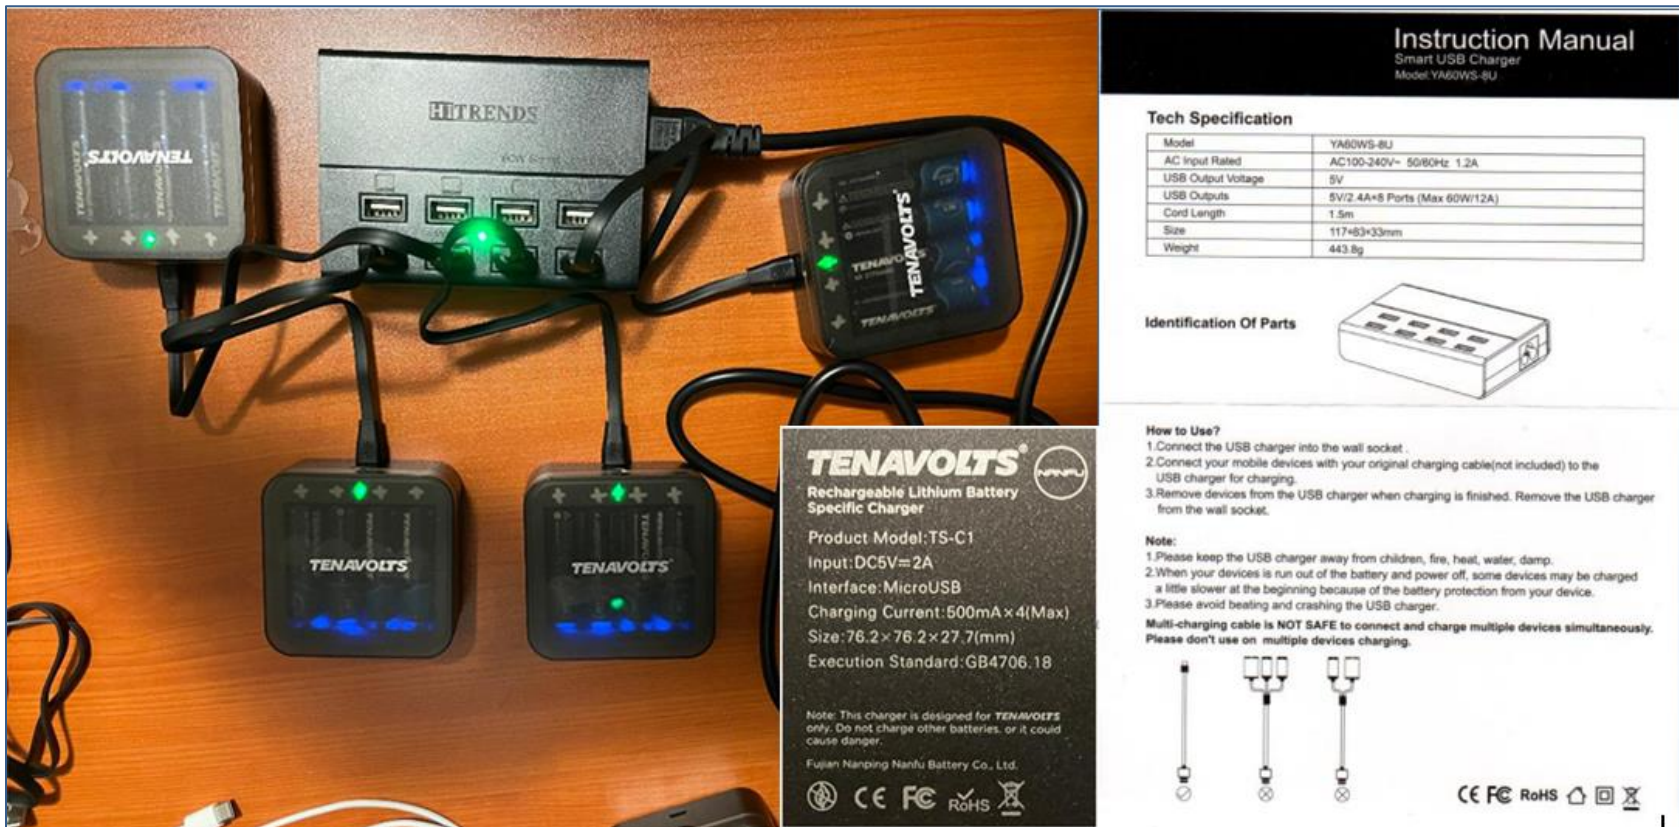 HITRENDS
TENAVOLTS
TENAVOLTS
TENAVOLTS
TENAVOLTS
TENAVOLTS
TENAVOLTS
TENAVOLTS
TENAVOLTS® NANFU
Rechargeable Lithium Battery
Specific Charger
Product Model:TS-C1
Input:DC5V=2A
Interface:MicroUSB
Charging Current:500mA×4(Max)
Size:76.2×76.2×27.7(mm)
Execution Standard:GB4706.18
Note: This charger is designed for TENAVOLTS
only. Do not charge other batteries, or it could
cause danger.
Fujian Nanping Nanfu Battery Co., Ltd.
CE FC RoHS
Instruction Manual
Smart USB Charger
Model:YA60WS-8U
Tech Specification
Model YA60WS-8U
AC Input Rated AC100-240V~ 50/60Hz 1.2A
USB Output Voltage 5V
USB Outputs 5V/2.4A×8 Ports (Max 60W/12A)
Cord Length 1.5m
Size 117×83×33mm
Weight 443.8g
Identification Of Parts
How to Use?
1.Connect the USB charger into the wall socket .
2.Connect your mobile devices with your original charging cable(not included) to the
USB charger for charging.
3.Remove devices from the USB charger when charging is finished. Remove the USB charger
from the wall socket.
Note:
1.Please keep the USB charger away from children, fire, heat, water, damp.
2.When your devices is run out of the battery and power off, some devices may be charged
a little slower at the beginning because of the battery protection from your device.
3.Please avoid beating and crashing the USB charger.
Multi-charging cable is NOT SAFE to connect and charge multiple devices simultaneously.
Please don't use on multiple devices charging.
CE FC RoHS